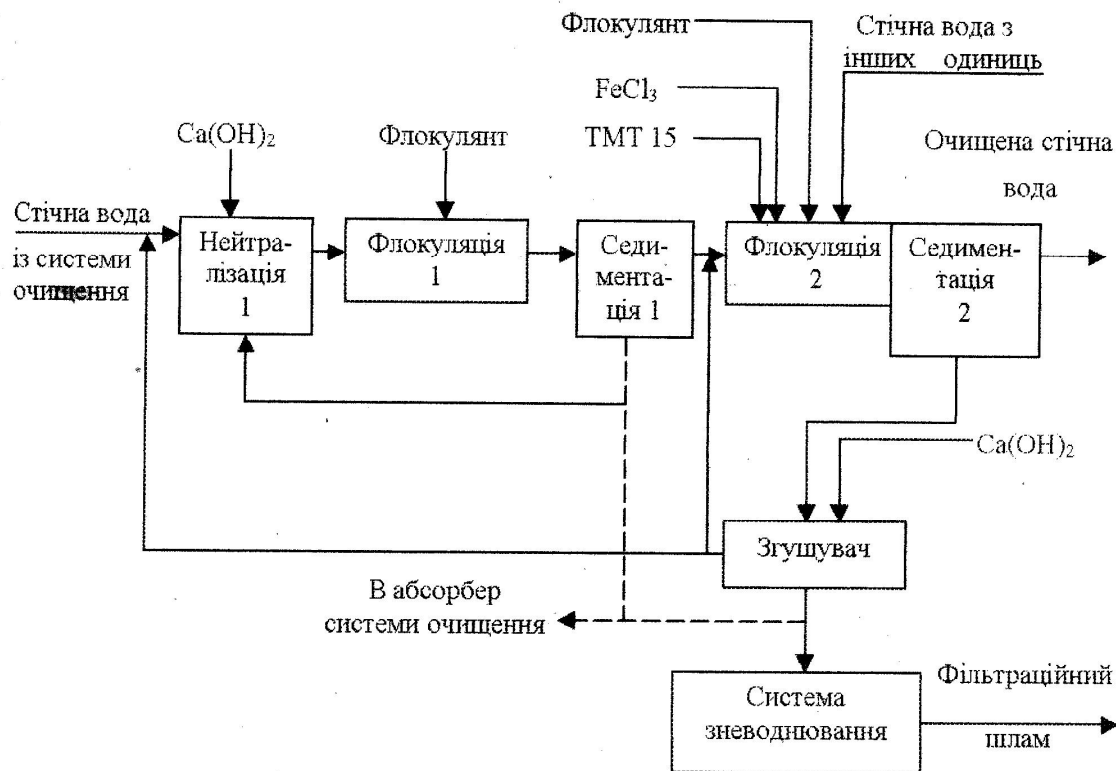 Флокулянт
Стічна вода з
інших одиниць
FeCl₃
ТМТ 15
Ca(OH)₂
Флокулянт
Очищена стічна
вода
Стічна вода
із системи
очищення
Нейтра-
лізація
1
Флокуляція
1
Седи-
мента-
ція 1
Флокуляція
2
Седимен-
тація
2
Ca(OH)₂
Згущувач
В абсорбер
системи очищення
Система
зневоднювання
Фільтраційний
шлам